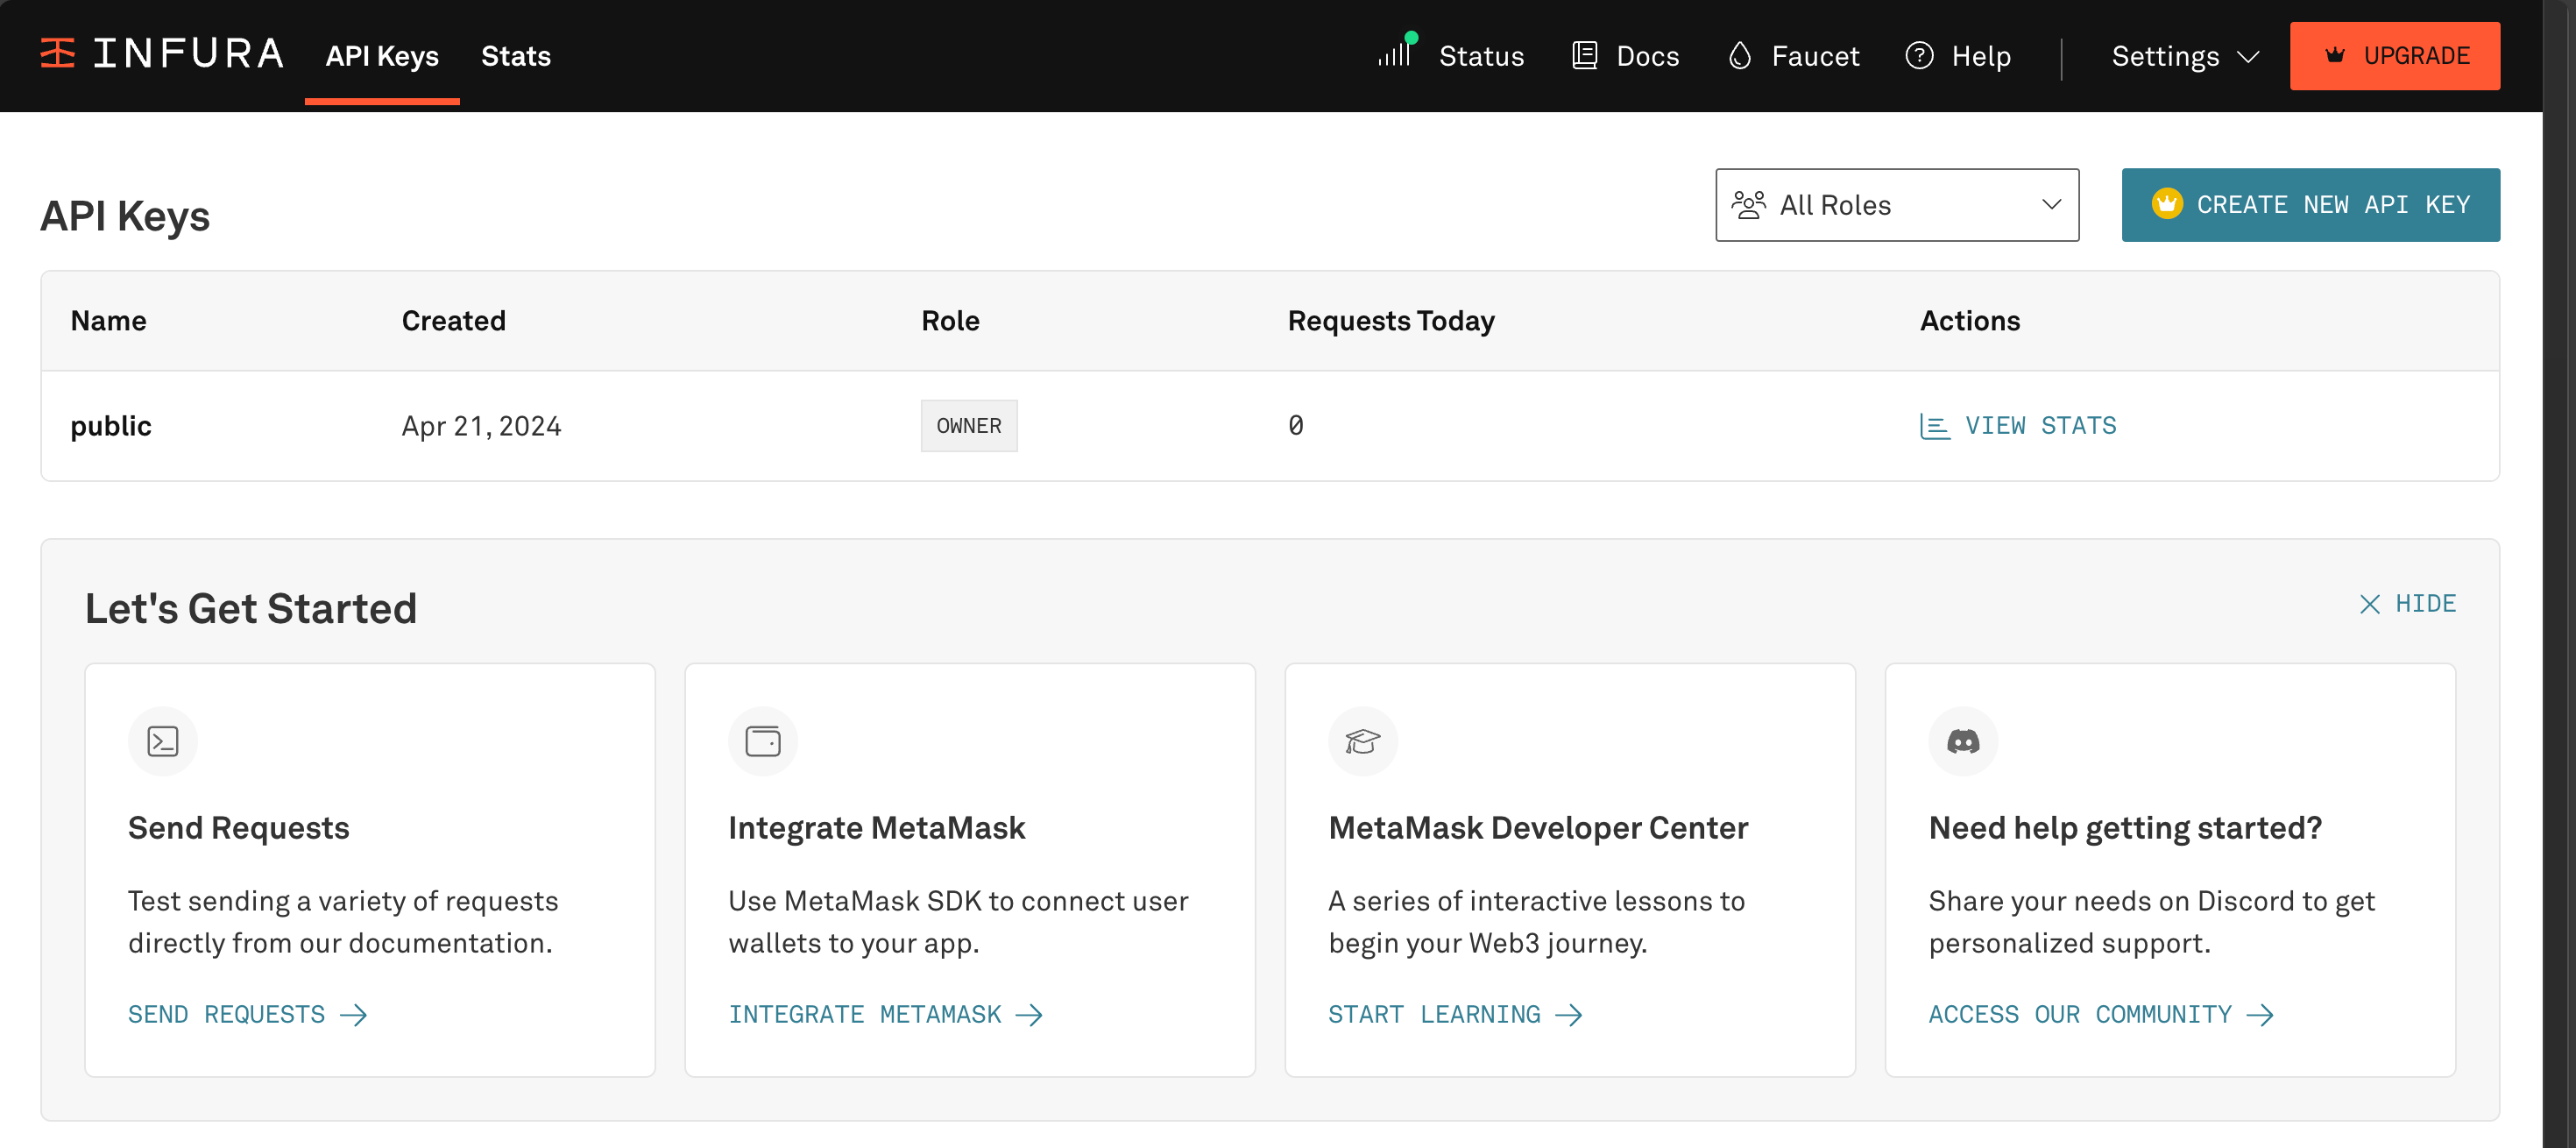 INFURA API Keys Stats Status Docs Faucet ? Help Settings UPGRADE
API Keys All Roles CREATE NEW API KEY
Name Created Role Requests Today Actions
public Apr 21, 2024 OWNER 0 VIEW STATS
Let's Get Started HIDE
Send Requests
Test sending a variety of requests
directly from our documentation.
SEND REQUESTS →
Integrate MetaMask
Use MetaMask SDK to connect user
wallets to your app.
INTEGRATE METAMASK →
MetaMask Developer Center
A series of interactive lessons to
begin your Web3 journey.
START LEARNING →
Need help getting started?
Share your needs on Discord to get
personalized support.
ACCESS OUR COMMUNITY →